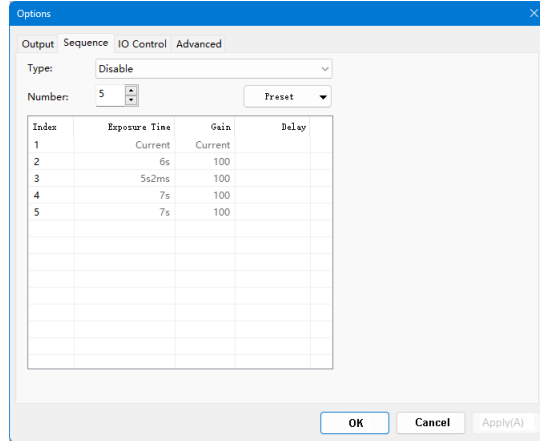 Options
Output Sequence IO Control Advanced
Type: Disable
Number: 5 Preset
Index Exposure Time Gain Delay
1 Current Current
2 6s 100
3 5s2ms 100
4 7s 100
5 7s 100
OK Cancel Apply(A)